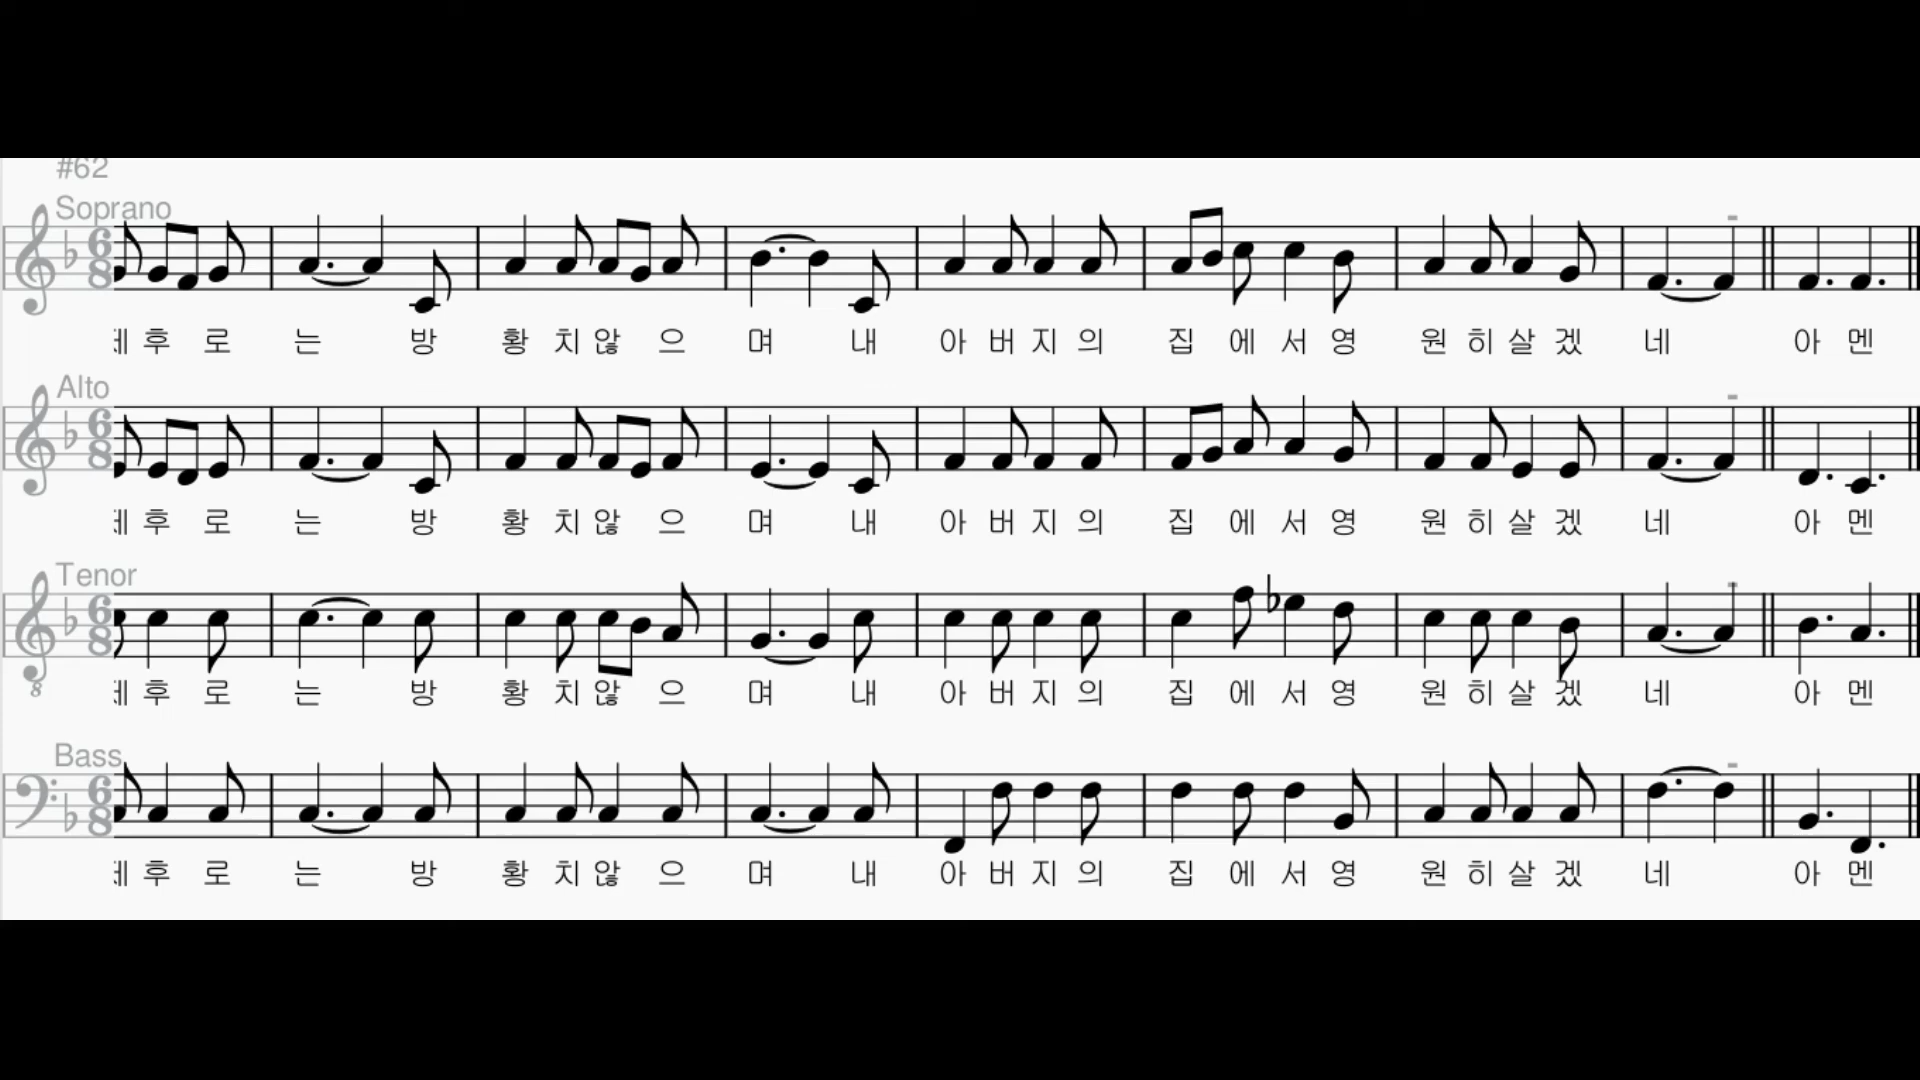 #62
Soprano
후 로 는 방 황 치 않 으 며 내 아 버 지 의 집 에 서 영 원 히 살 겠 네 아 멘
Alto
후 로 는 방 황 치 않 으 며 내 아 버 지 의 집 에 서 영 원 히 살 겠 네 아 멘
Tenor
후 로 는 방 황 치 않 으 며 내 아 버 지 의 집 에 서 영 원 히 살 겠 네 아 멘
Bass
후 로 는 방 황 치 않 으 며 내 아 버 지 의 집 에 서 영 원 히 살 겠 네 아 멘